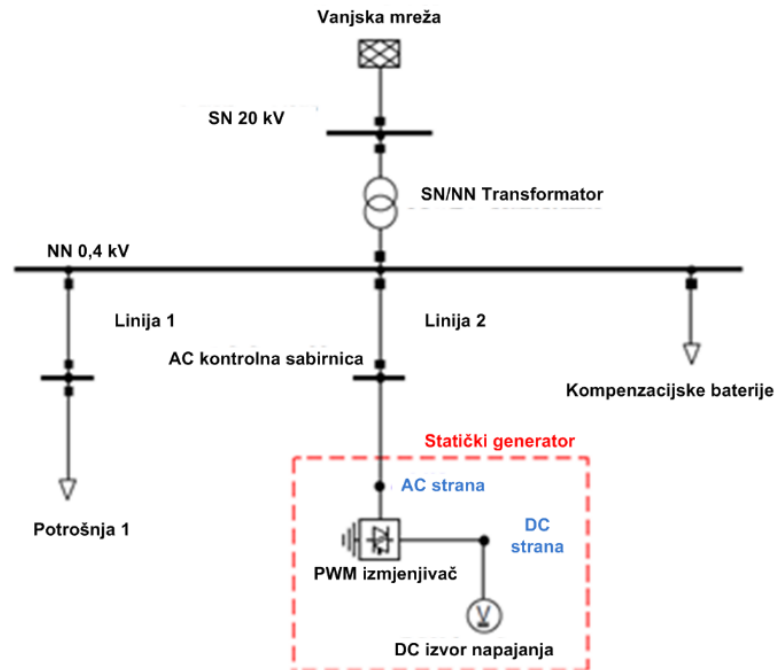 Vanjska mreža
SN 20 kV
SN/NN Transformator
NN 0,4 kV
Linija 1
Linija 2
AC kontrolna sabirnica
Kompenzacijske baterije
Statički generator
AC strana
Potrošnja 1
DC
strana
PWM izmjenjivač
V
DC izvor napajanja